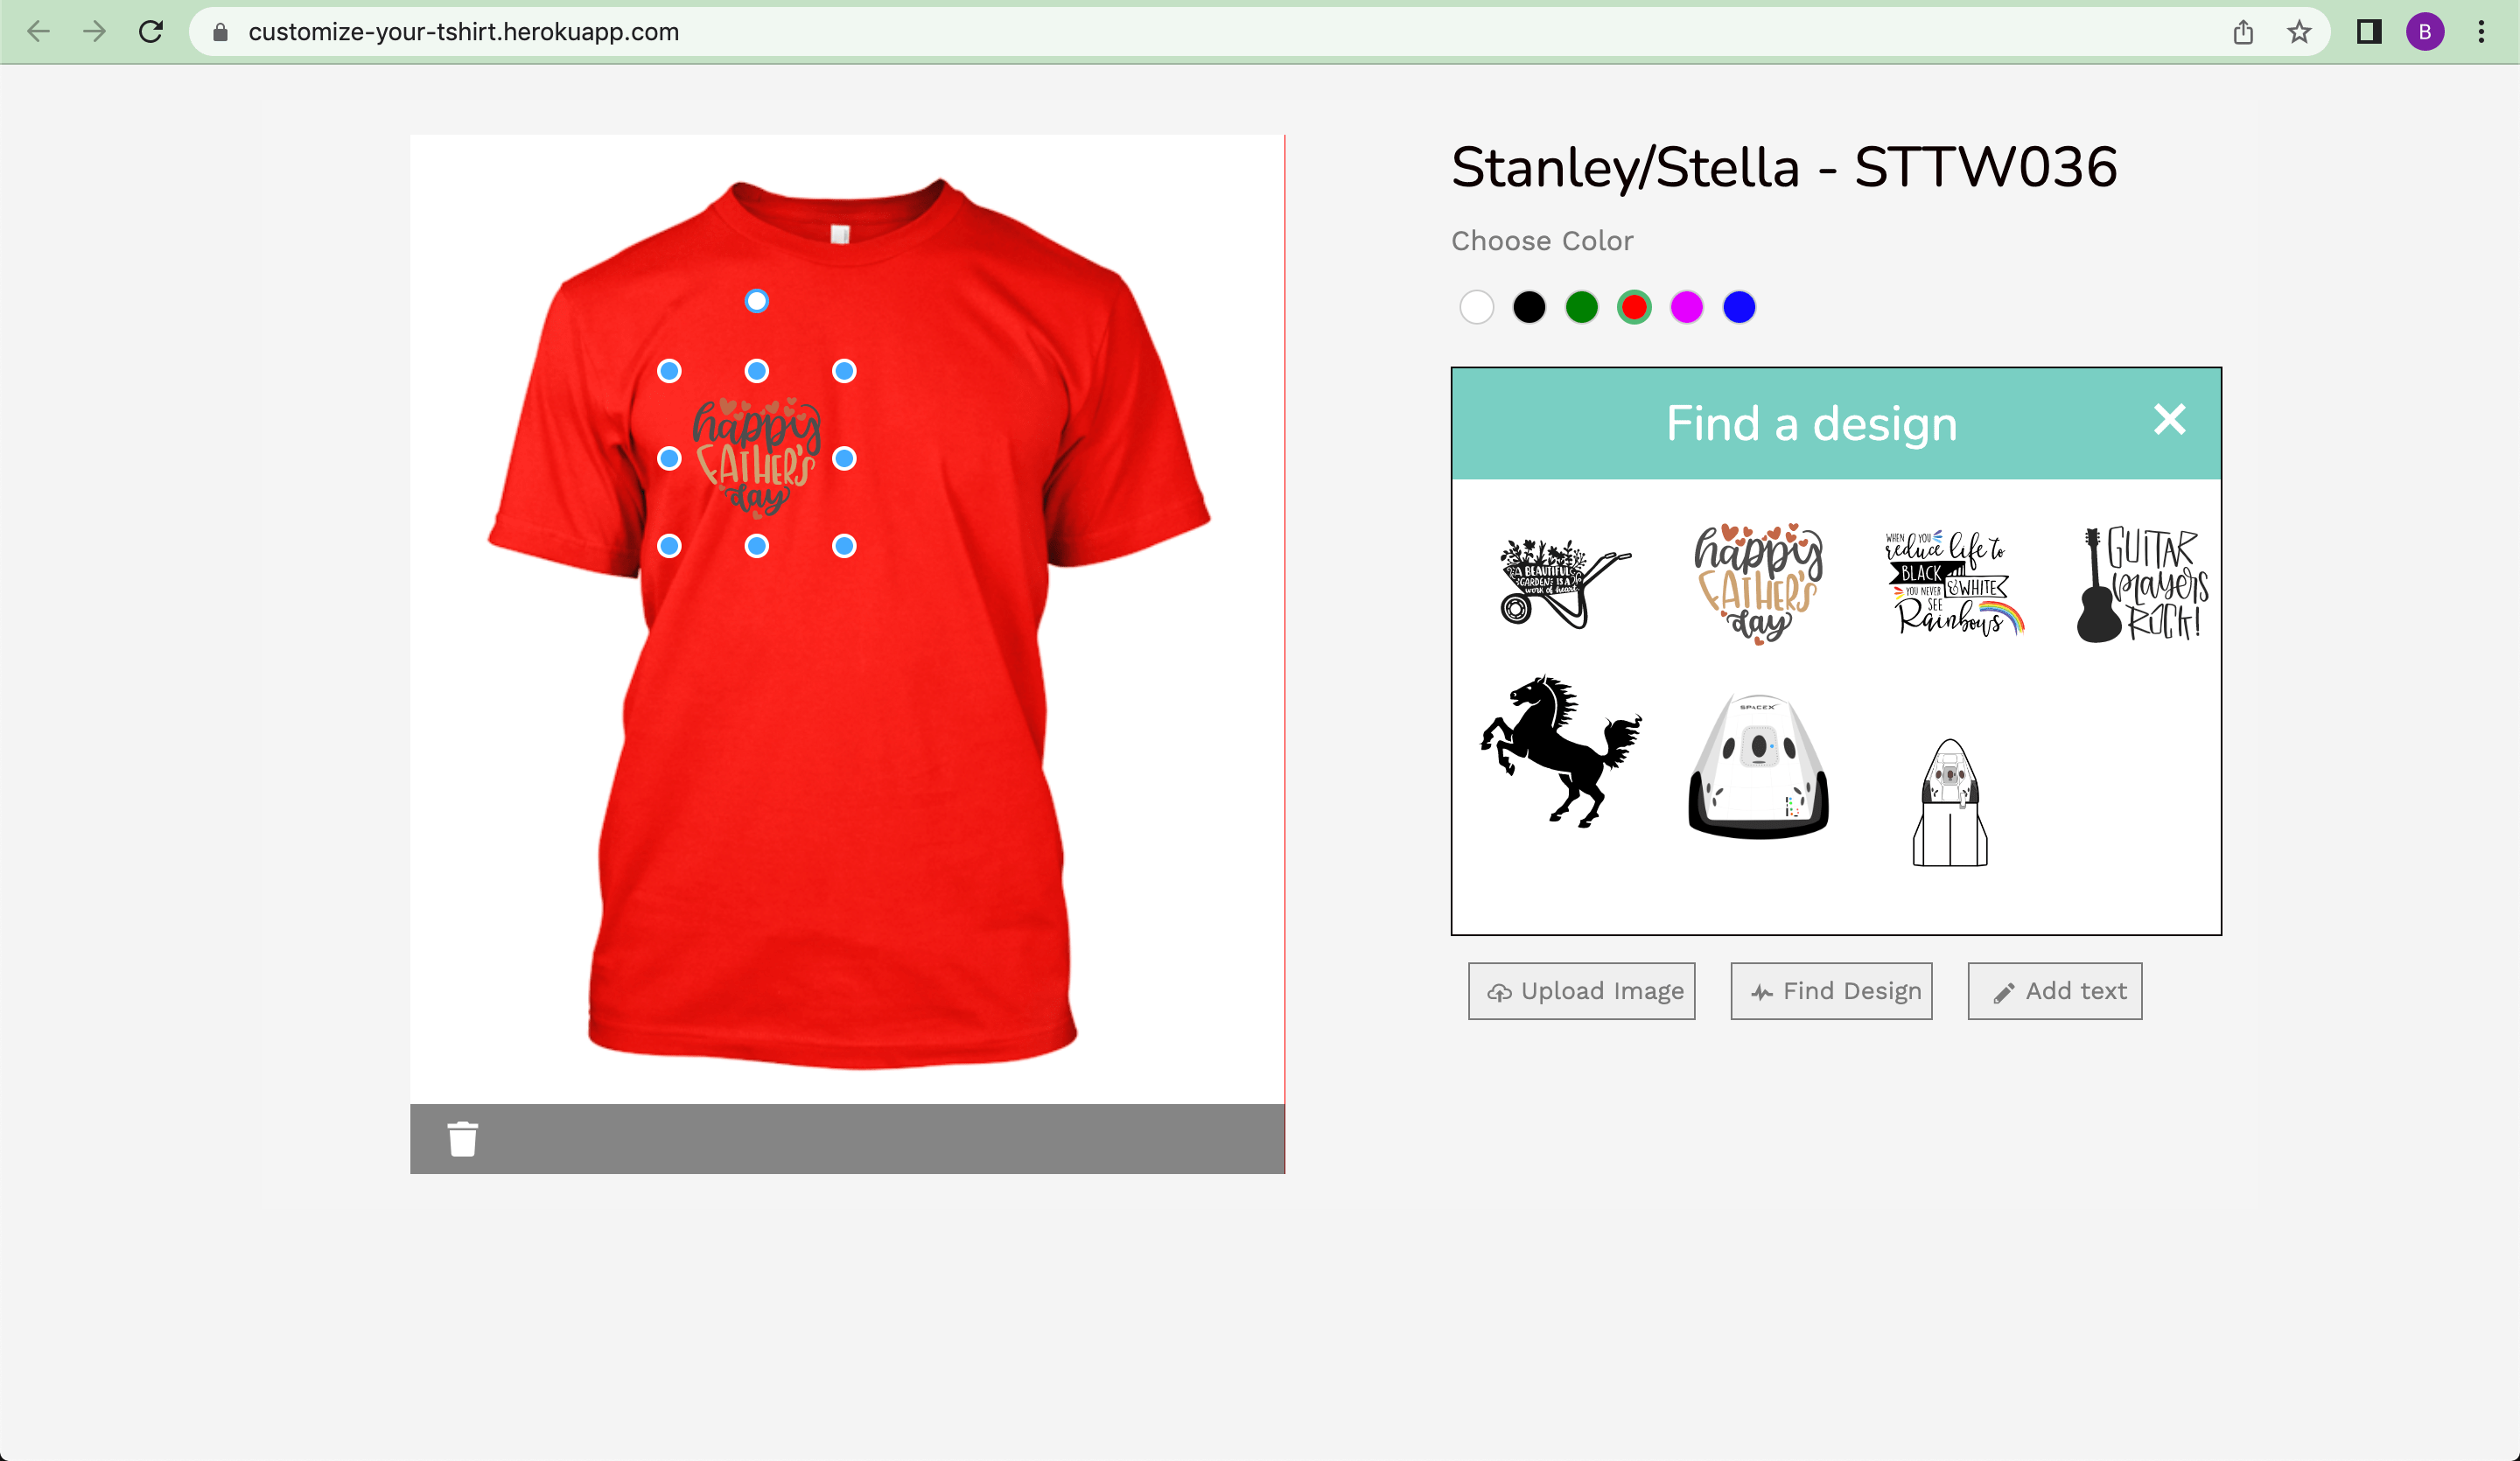 customize-your-tshirt.herokuapp.com
B
Stanley/Stella - STTW036
Choose Color
happy
FATHER'S
day
Find a design
A BEAUTIFUL
GARDEN IS A
work of heart
happy
FATHER'S
day
WHEN YOU
reduce life to
BLACK
& WHITE
YOU NEVER
SEE
Rainbows
GUITAR
players
ROCK!
SPACEX
Upload Image
Find Design
Add text